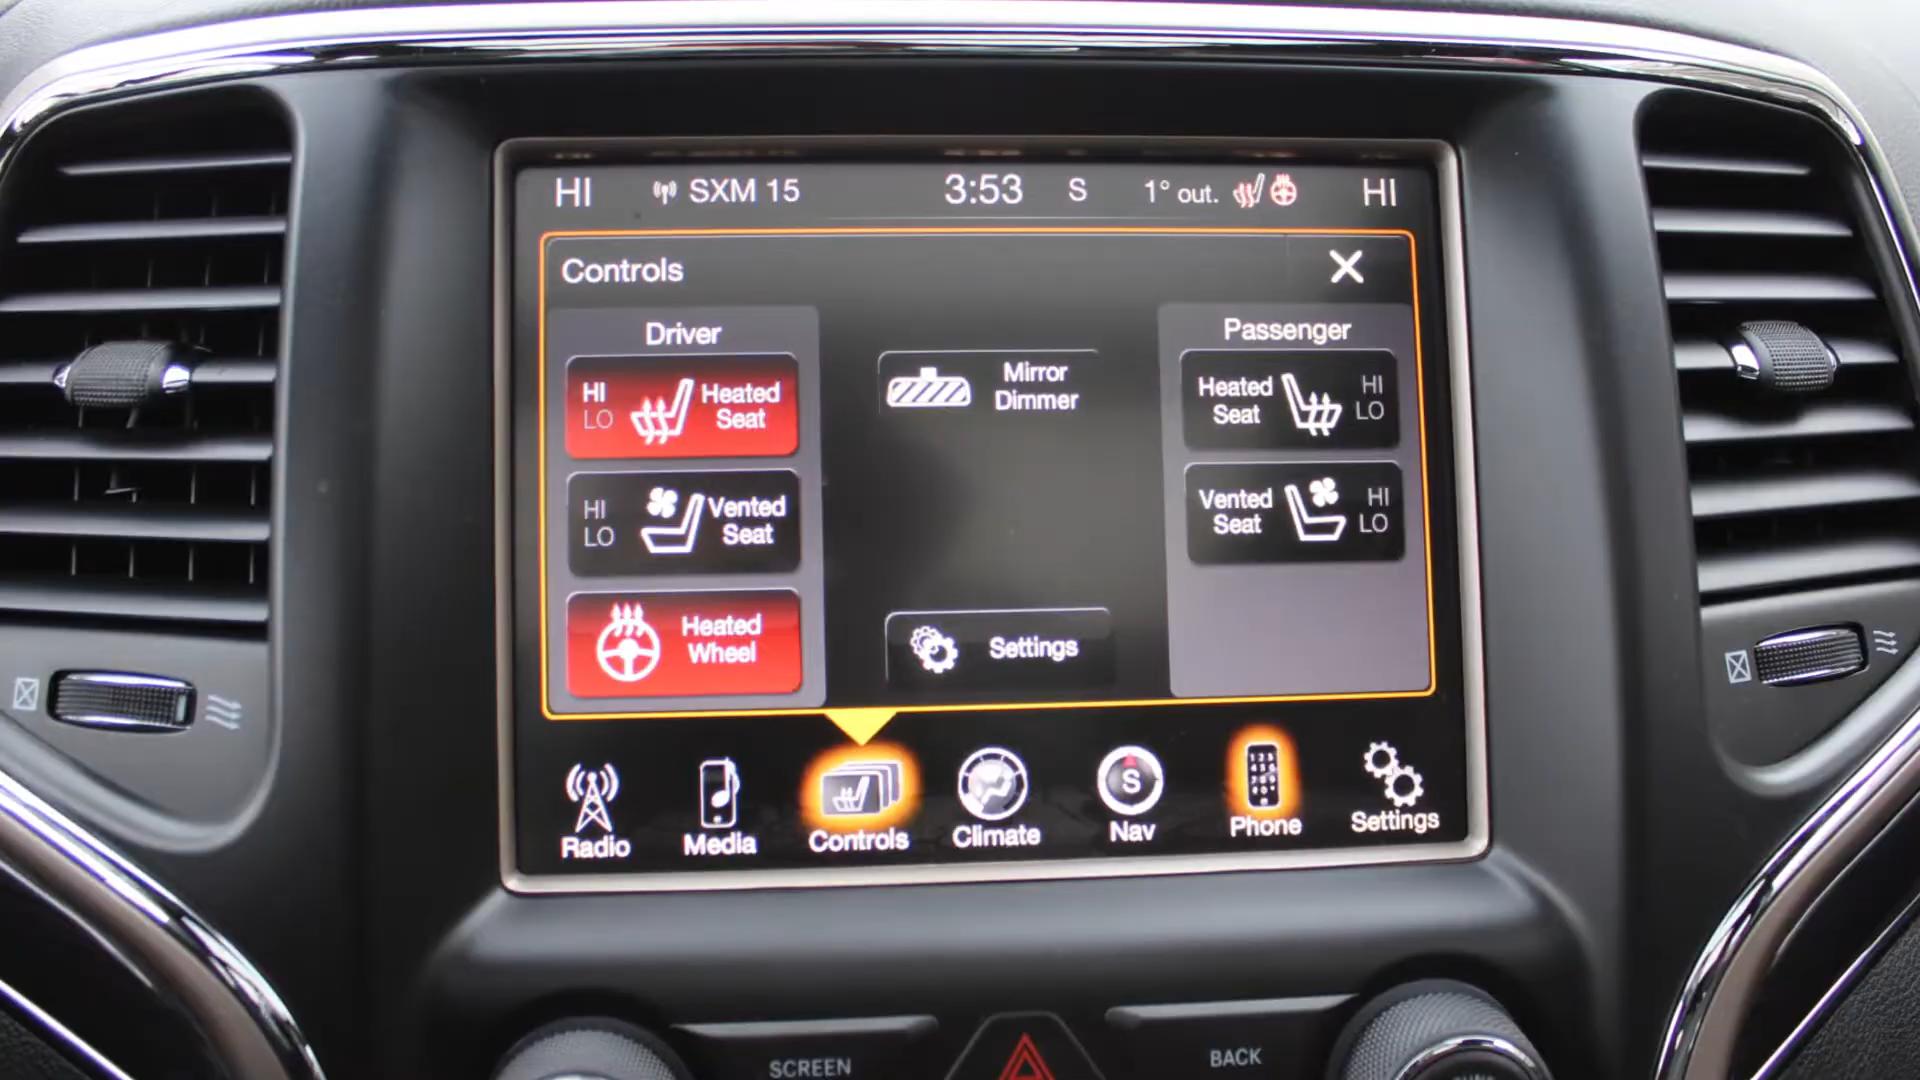 HI SXM 15 3:53 S 1° out. HI
Controls
Driver
HI
LO
Heated
Seat
HI
LO
Vented
Seat
Heated
Wheel
Mirror
Dimmer
Settings
Passenger
Heated
Seat
HI
LO
Vented
Seat
HI
LO
Radio
Media
Controls
Climate
S
Nav
Phone
Settings
SCREEN
BACK